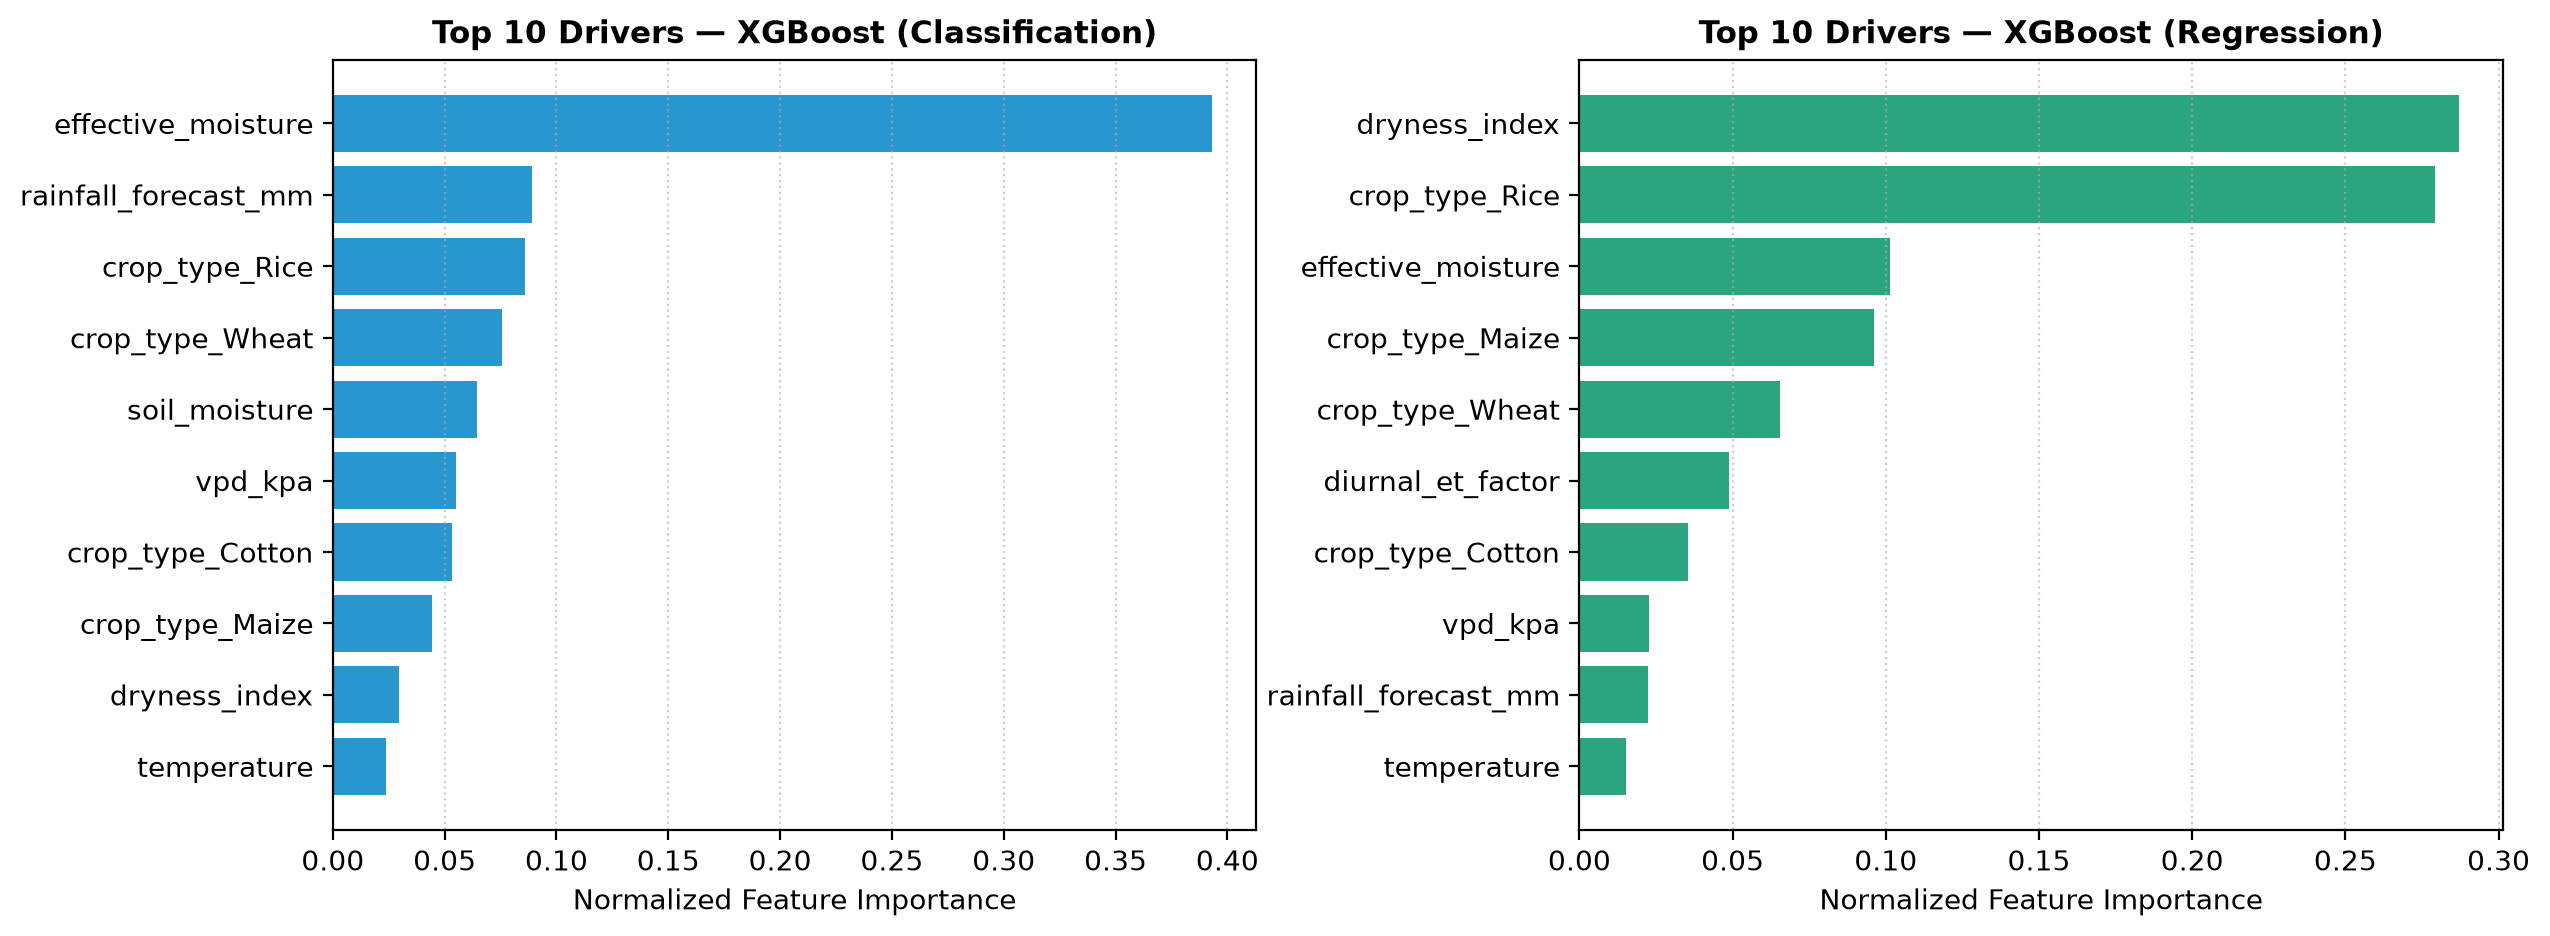 Top 10 Drivers — XGBoost (Classification)
effective_moisture
rainfall_forecast_mm
crop_type_Rice
crop_type_Wheat
soil_moisture
vpd_kpa
crop_type_Cotton
crop_type_Maize
dryness_index
temperature
0.00 0.05 0.10 0.15 0.20 0.25 0.30 0.35 0.40
Normalized Feature Importance
Top 10 Drivers — XGBoost (Regression)
dryness_index
crop_type_Rice
effective_moisture
crop_type_Maize
crop_type_Wheat
diurnal_et_factor
crop_type_Cotton
vpd_kpa
rainfall_forecast_mm
temperature
0.00 0.05 0.10 0.15 0.20 0.25 0.30
Normalized Feature Importance